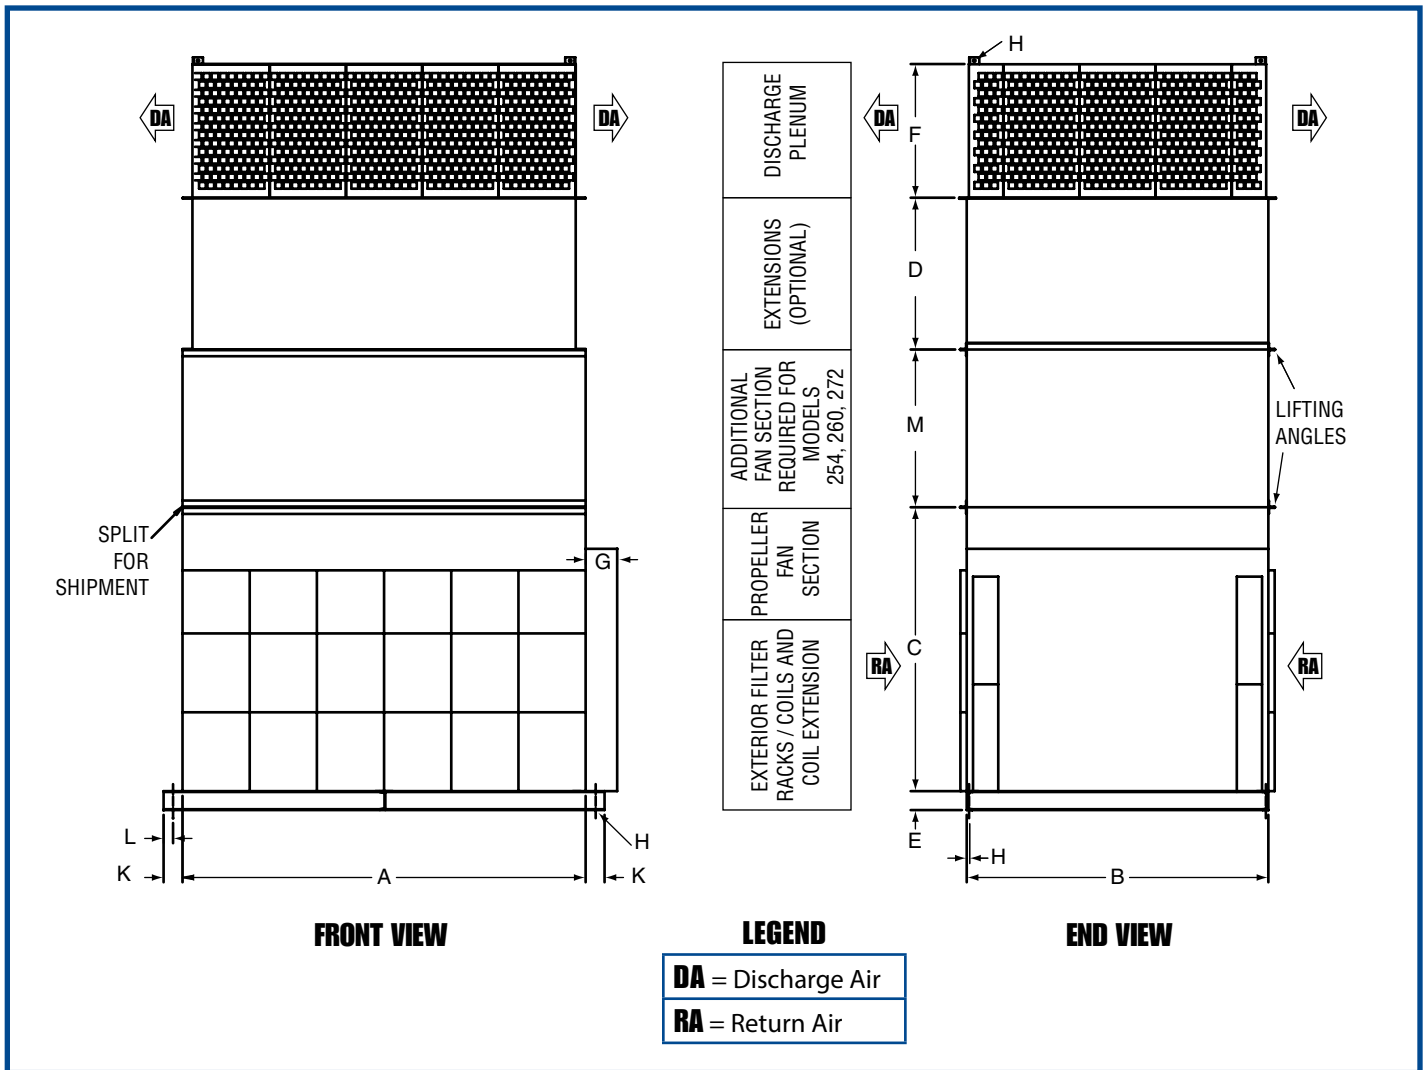 H
DA
DA
DISCHARGE
PLENUM
DA
F
DA
EXTENSIONS
(OPTIONAL)
D
ADDITIONAL
FAN SECTION
REQUIRED FOR
MODELS
254, 260, 272
M
LIFTING
ANGLES
SPLIT
FOR
SHIPMENT
G
PROPELLER
FAN
SECTION
EXTERIOR FILTER
RACKS / COILS AND
COIL EXTENSION
RA
C
RA
L
H
E
H
K
A
K
B
FRONT VIEW
LEGEND
END VIEW
DA = Discharge Air
RA = Return Air